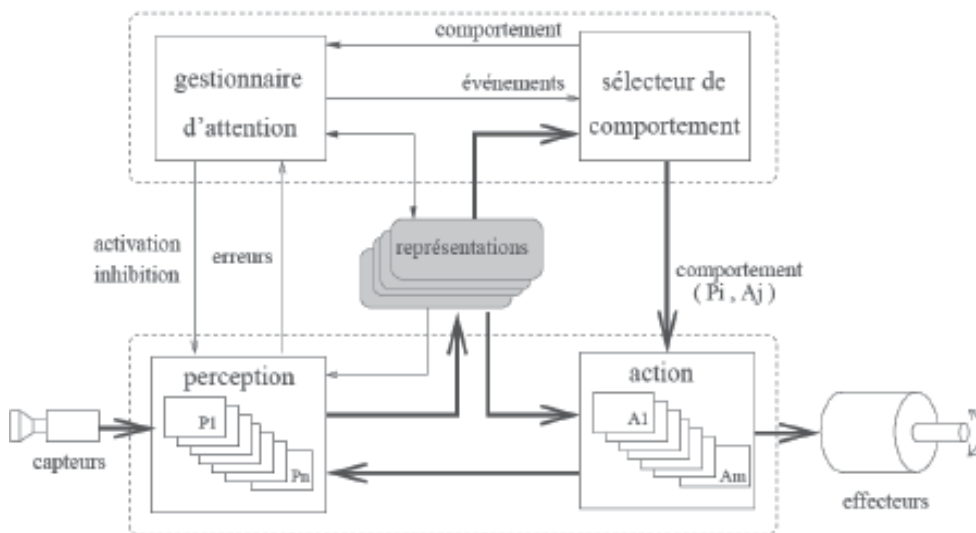 comportement
gestionnaire
d'attention
événements
sélecteur de
comportement
activation
inhibition
erreurs
représentations
comportement
( Pi , Aj )
perception
P1
Pn
action
A1
Am
capteurs
effecteurs